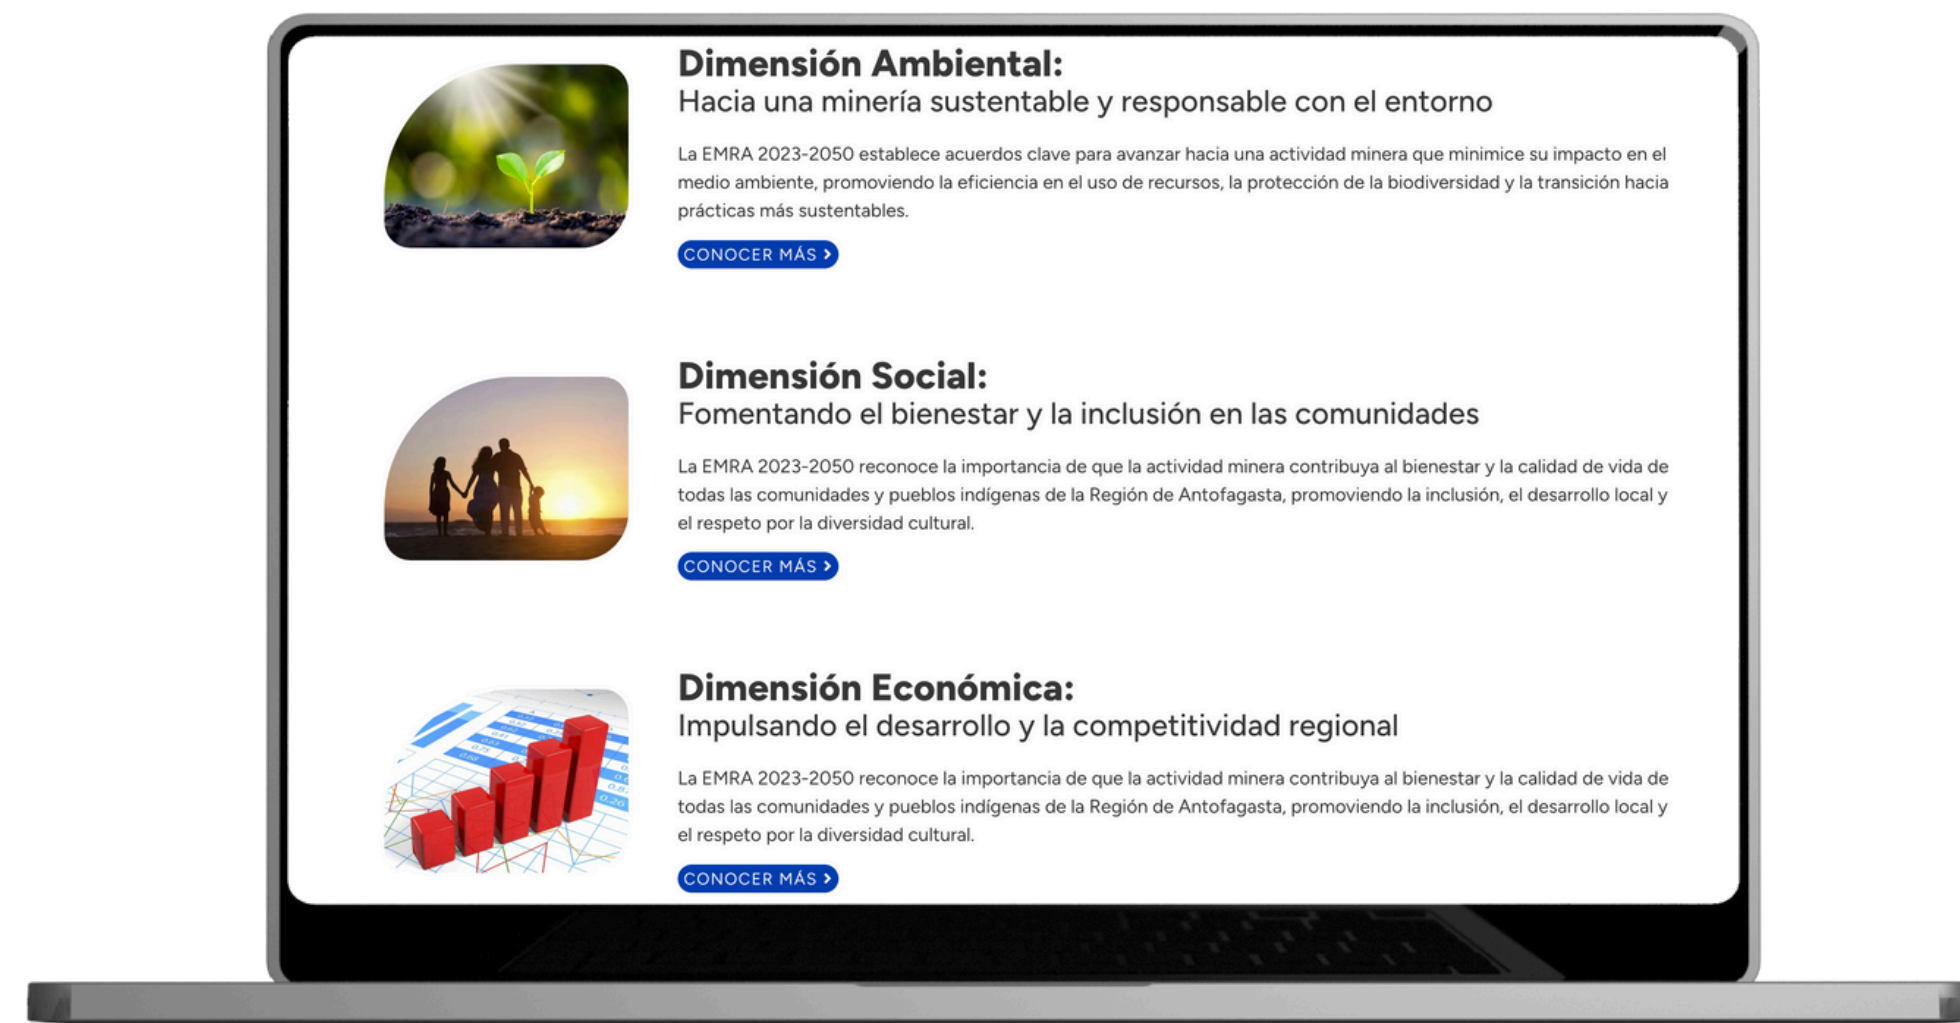 Dimensión Ambiental:
Hacia una minería sustentable y responsable con el entorno
La EMRA 2023-2050 establece acuerdos clave para avanzar hacia una actividad minera que minimice su impacto en el
medio ambiente, promoviendo la eficiencia en el uso de recursos, la protección de la biodiversidad y la transición hacia
prácticas más sustentables.
CONOCER MÁS >
Dimensión Social:
Fomentando el bienestar y la inclusión en las comunidades
La EMRA 2023-2050 reconoce la importancia de que la actividad minera contribuya al bienestar y la calidad de vida de
todas las comunidades y pueblos indígenas de la Región de Antofagasta, promoviendo la inclusión, el desarrollo local y
el respeto por la diversidad cultural.
CONOCER MÁS >
Dimensión Económica:
Impulsando el desarrollo y la competitividad regional
La EMRA 2023-2050 reconoce la importancia de que la actividad minera contribuya al bienestar y la calidad de vida de
todas las comunidades y pueblos indígenas de la Región de Antofagasta, promoviendo la inclusión, el desarrollo local y
el respeto por la diversidad cultural.
CONOCER MÁS >